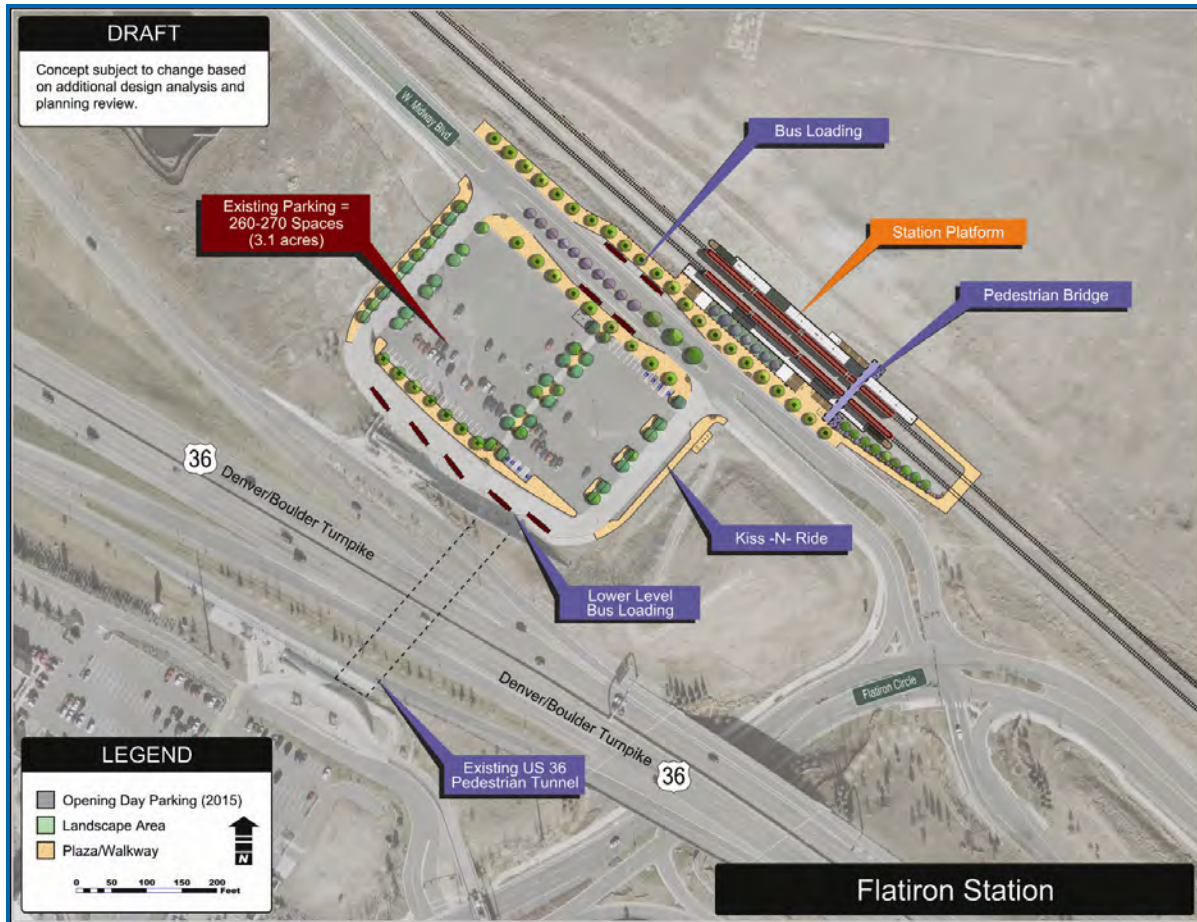 DRAFT
Concept subject to change based
on additional design analysis and
planning review.
W. Midway Blvd
Bus Loading
Existing Parking =
260-270 Spaces
(3.1 acres)
Station Platform
Pedestrian Bridge
36
Denver/Boulder Turnpike
Kiss -N- Ride
Lower Level
Bus Loading
Flatiron Circle
Denver/Boulder Turnpike
36
Existing US 36
Pedestrian Tunnel
LEGEND
Opening Day Parking (2015)
Landscape Area
Plaza/Walkway
N
0 50 100 150 200
Feet
Flatiron Station